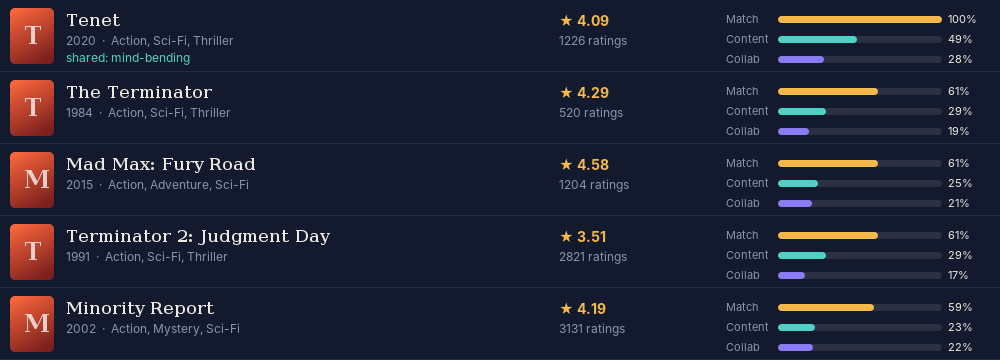 T
Tenet
2020 · Action, Sci-Fi, Thriller
shared: mind-bending
★ 4.09
1226 ratings
Match 100%
Content 49%
Collab 28%
T
The Terminator
1984 · Action, Sci-Fi, Thriller
★ 4.29
520 ratings
Match 61%
Content 29%
Collab 19%
M
Mad Max: Fury Road
2015 · Action, Adventure, Sci-Fi
★ 4.58
1204 ratings
Match 61%
Content 25%
Collab 21%
T
Terminator 2: Judgment Day
1991 · Action, Sci-Fi, Thriller
★ 3.51
2821 ratings
Match 61%
Content 29%
Collab 17%
M
Minority Report
2002 · Action, Mystery, Sci-Fi
★ 4.19
3131 ratings
Match 59%
Content 23%
Collab 22%